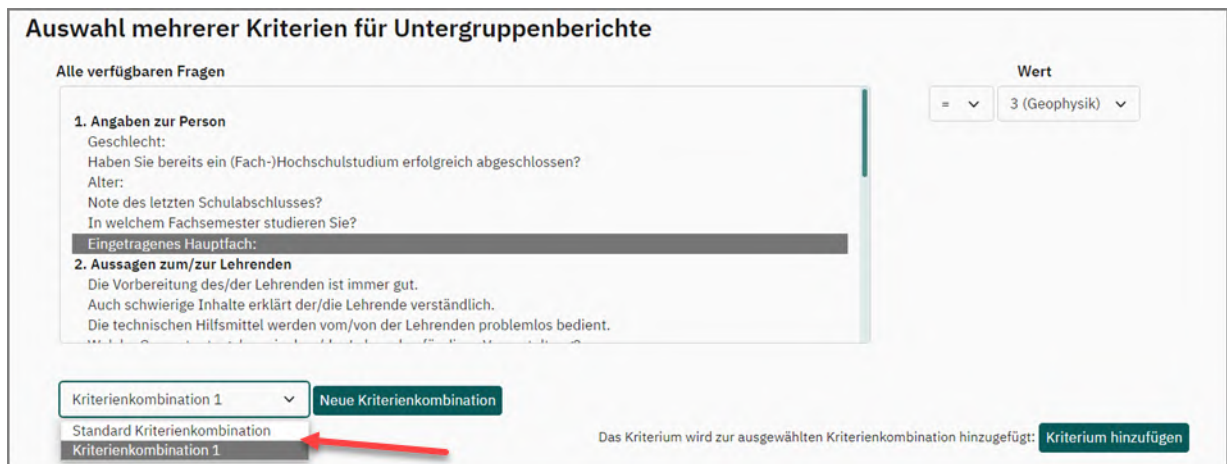 Auswahl mehrerer Kriterien für Untergruppenberichte
Alle verfügbaren Fragen
Wert
1. Angaben zur Person
Geschlecht:
Haben Sie bereits ein (Fach-)Hochschulstudium erfolgreich abgeschlossen?
Alter:
Note des letzten Schulabschlusses?
In welchem Fachsemester studieren Sie?
Eingetragenes Hauptfach:
2. Aussagen zum/zur Lehrenden
Die Vorbereitung des/der Lehrenden ist immer gut.
Auch schwierige Inhalte erklärt der/die Lehrende verständlich.
Die technischen Hilfsmittel werden vom/von der Lehrenden problemlos bedient.
= 3 (Geophysik)
Kriterienkombination 1 Neue Kriterienkombination
Standard Kriterienkombination
Kriterienkombination 1
Das Kriterium wird zur ausgewählten Kriterienkombination hinzugefügt: Kriterium hinzufügen